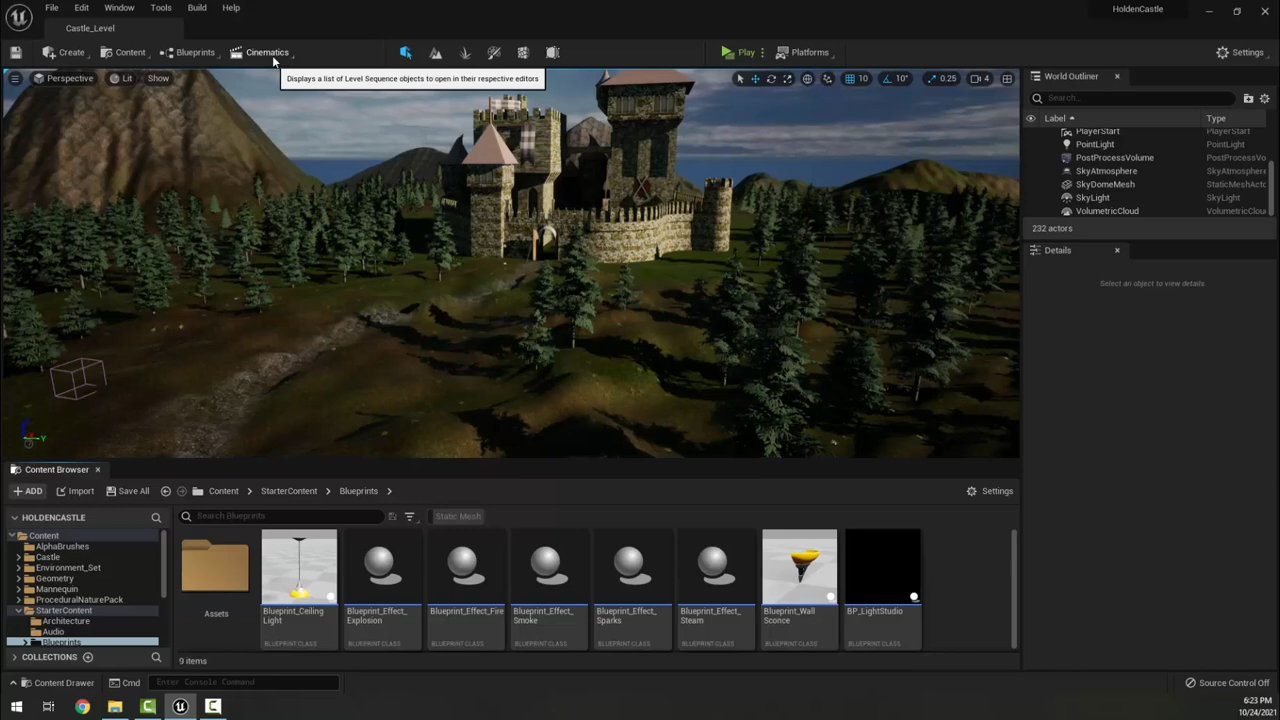 File Edit Window Tools Build Help
HoldenCastle
Castle_Level
Create Content Blueprints Cinematics Play Platforms Settings
Displays a list of Level Sequence objects to open in their respective editors
Perspective Lit Show 10 10° 0.25 4
World Outliner
Search...
Label Type
PlayerStart PlayerStart
PointLight PointLight
PostProcessVolume PostProcessVo
SkyAtmosphere SkyAtmosphere
SkyDomeMesh StaticMeshActo
SkyLight SkyLight
VolumetricCloud VolumetricClou
232 actors
Details
Select an object to view details.
Y
Content Browser
ADD Import Save All Content StarterContent Blueprints Settings
HOLDENCASTLE
Search Blueprints Static Mesh
Content
AlphaBrushes
Castle
Environment_Set
Geometry
Mannequin
ProceduralNaturePack
StarterContent
Architecture
Audio
Blueprints
Assets
Blueprint_Ceiling
Light
BLUEPRINT CLASS
Blueprint_Effect_
Explosion
BLUEPRINT CLASS
Blueprint_Effect_Fire
BLUEPRINT CLASS
Blueprint_Effect_
Smoke
BLUEPRINT CLASS
Blueprint_Effect_
Sparks
BLUEPRINT CLASS
Blueprint_Effect_
Steam
BLUEPRINT CLASS
Blueprint_Wall
Sconce
BLUEPRINT CLASS
BP_LightStudio
BLUEPRINT CLASS
COLLECTIONS
9 items
Content Drawer Cmd Enter Console Command Source Control Off
6:23 PM
10/24/2021